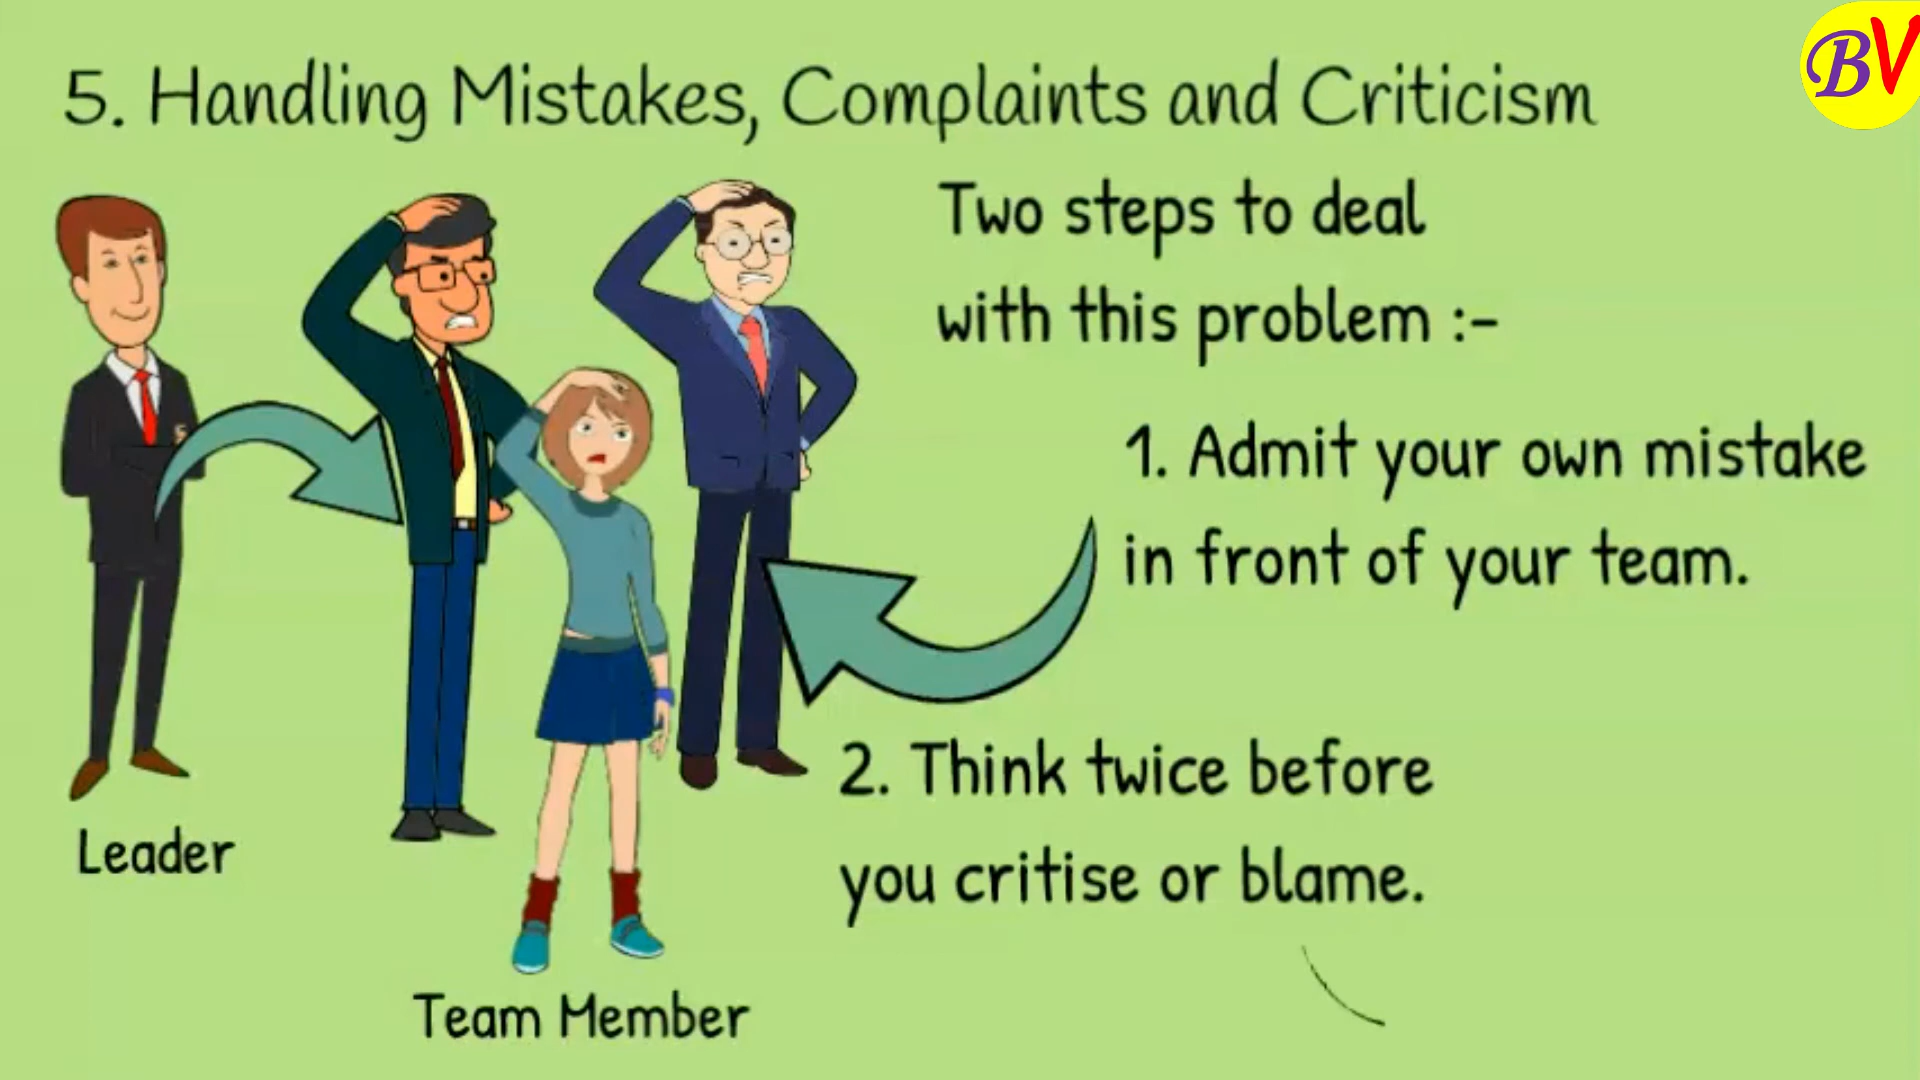 BV
5. Handling Mistakes, Complaints and Criticism
Two steps to deal
with this problem :-
1. Admit your own mistake
in front of your team.
2. Think twice before
you critise or blame.
Leader
Team Member